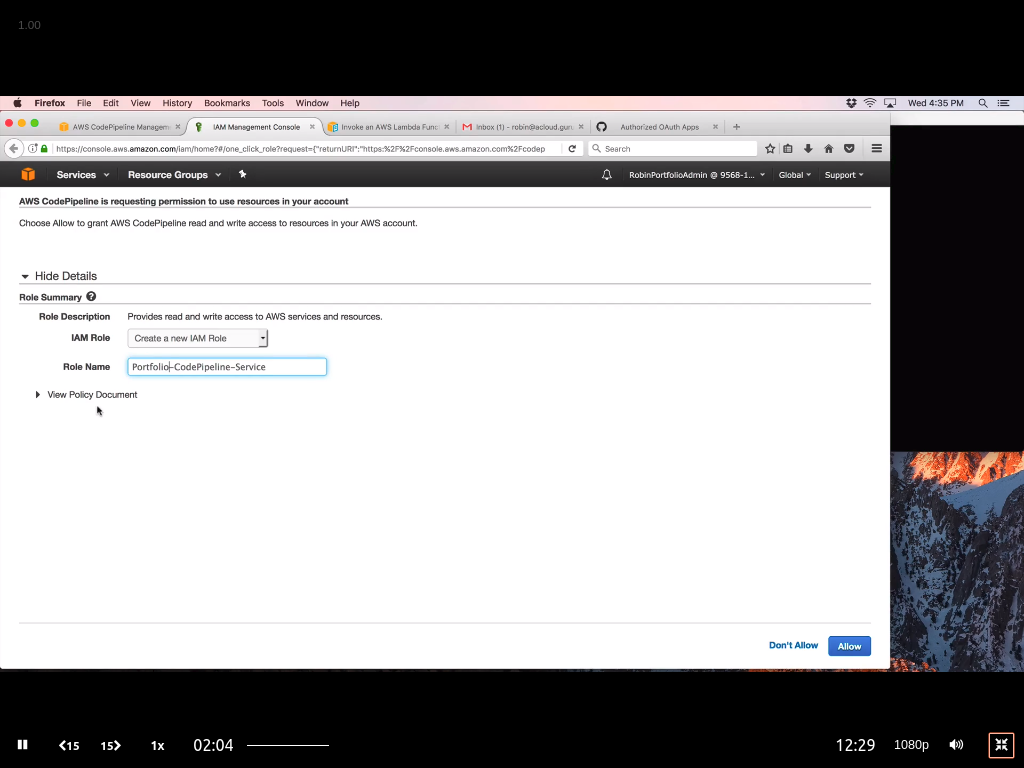 1.00
Firefox File Edit View History Bookmarks Tools Window Help Wed 4:35 PM
AWS CodePipeline Managem IAM Management Console Invoke an AWS Lambda Func Inbox (1) - robin@acloud.guru Authorized OAuth Apps
https://console.aws.amazon.com/iam/home?#/one_click_role?request={"returnURI":"https:%2F%2Fconsole.aws.amazon.com%2Fcodep Search
Services Resource Groups RobinPortfolioAdmin @ 9568-1... Global Support
AWS CodePipeline is requesting permission to use resources in your account
Choose Allow to grant AWS CodePipeline read and write access to resources in your AWS account.
Hide Details
Role Summary ?
Role Description Provides read and write access to AWS services and resources.
IAM Role Create a new IAM Role
Role Name Portfolio-CodePipeline-Service
View Policy Document
Don't Allow Allow
15 15 1x 02:04 12:29 1080p